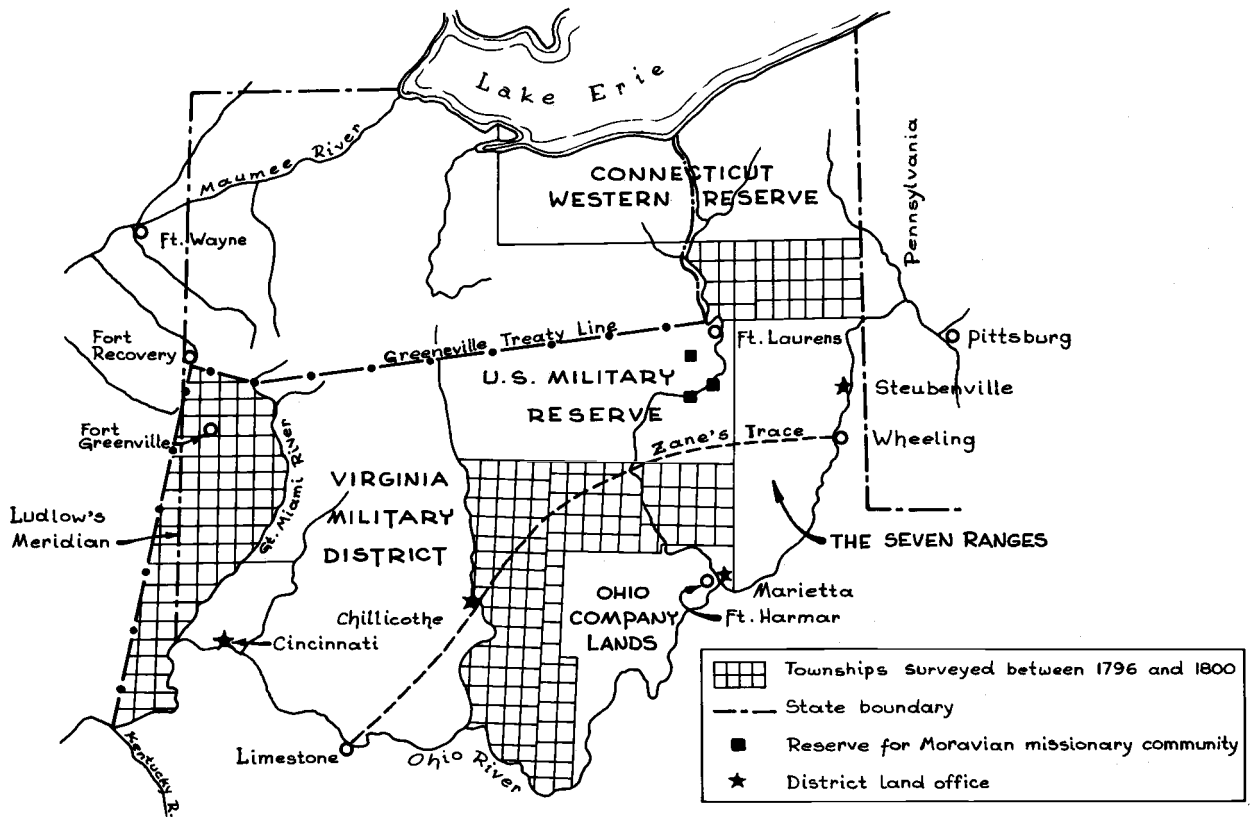 Lake Erie
Maumee River
CONNECTICUT
WESTERN RESERVE
Pennsylvania
Ft. Wayne
Fort
Recovery
Greeneville Treaty Line
Ft. Laurens
Pittsburg
U.S. MILITARY
RESERVE
Steubenville
Fort
Greenville
Gt. Miami River
Zane's Trace
Wheeling
VIRGINIA
MILITARY
DISTRICT
Ludlow's
Meridian
THE SEVEN RANGES
OHIO
COMPANY
LANDS
Marietta
Ft. Harmar
Chillicothe
Cincinnati
Limestone
Ohio River
Kentucky R.
Townships surveyed between 1796 and 1800
State boundary
Reserve for Moravian missionary community
District land office